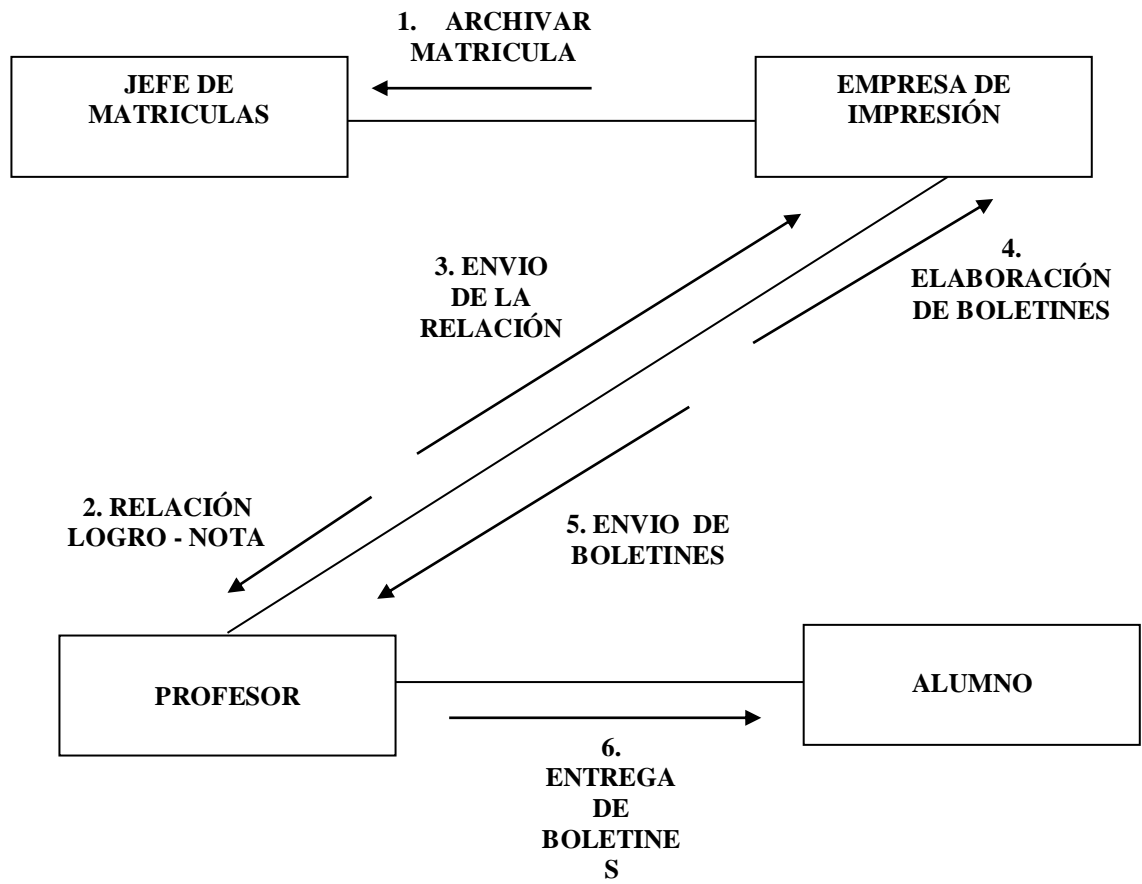 1. ARCHIVAR
MATRICULA
JEFE DE
MATRICULAS
EMPRESA DE
IMPRESIÓN
3. ENVIO
DE LA
RELACIÓN
4.
ELABORACIÓN
DE BOLETINES
2. RELACIÓN
LOGRO - NOTA
5. ENVIO DE
BOLETINES
PROFESOR
ALUMNO
6.
ENTREGA
DE
BOLETINE
S